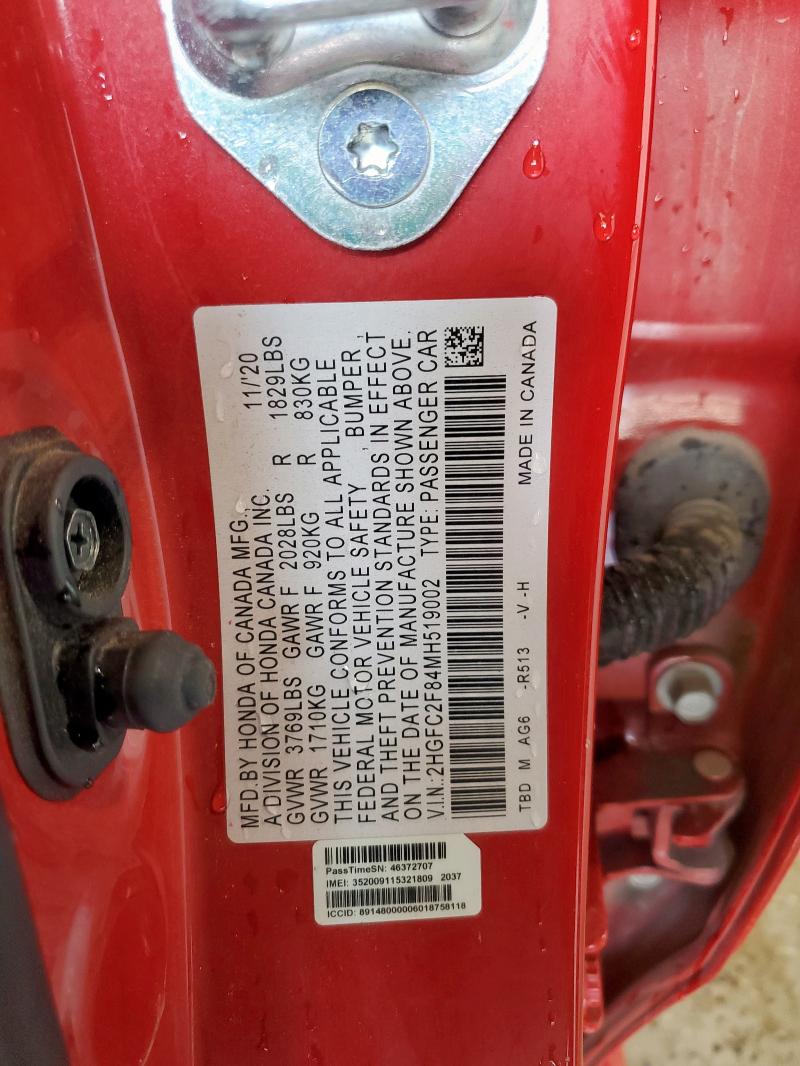 MFD.BY HONDA OF CANADA MFG., 11/'20
A DIVISION OF HONDA CANADA INC.
GVWR 3769LBS GAWR F 2028LBS R 1829LBS
GVWR 1710KG GAWR F 920KG R 830KG
THIS VEHICLE CONFORMS TO ALL APPLICABLE
FEDERAL MOTOR VEHICLE SAFETY , BUMPER ,
AND THEFT PREVENTION STANDARDS IN EFFECT
ON THE DATE OF MANUFACTURE SHOWN ABOVE.
V.I.N.:2HGFC2F84MH519002 TYPE: PASSENGER CAR
TBD M AG6 -R513 -V -H MADE IN CANADA
PassTimeSN: 46372707
IMEI: 352009115321809 2037
ICCID: 89148000006018758118